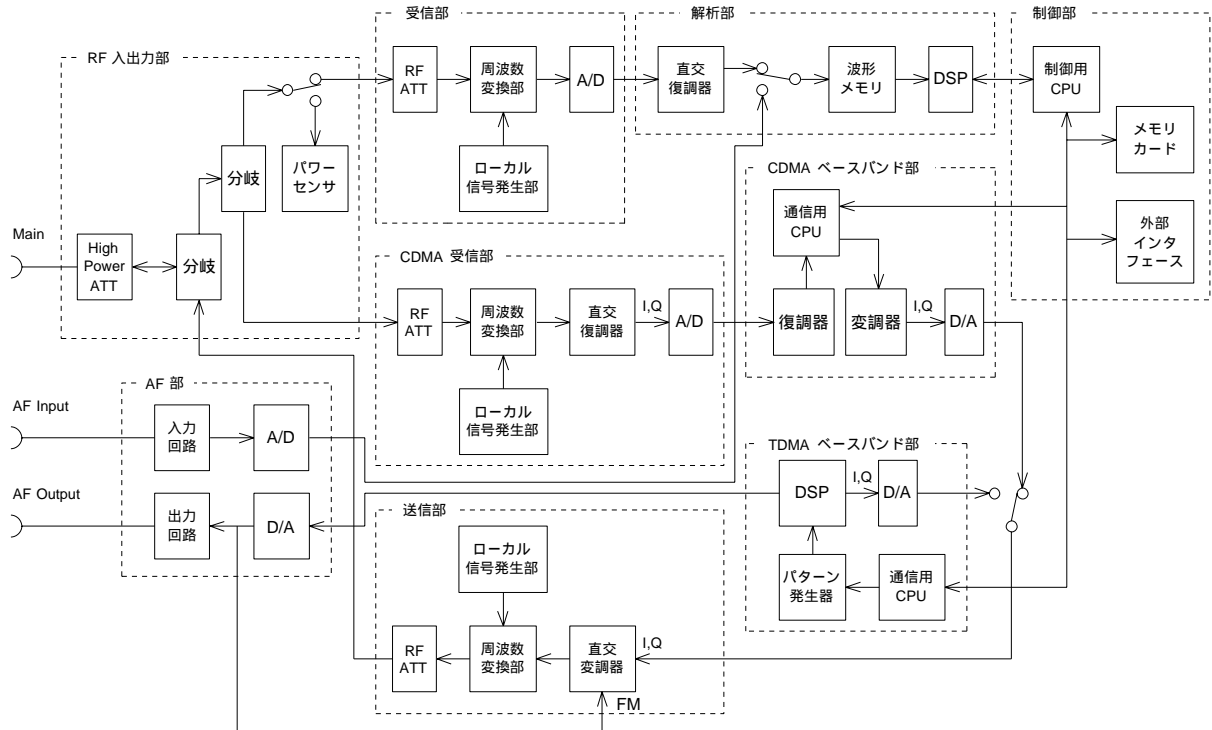 受信部
解析部
制御部
RF 入出力部
RF
ATT
周波数
変換部
A/D
直交
復調器
波形
メモリ
DSP
制御用
CPU
メモリ
カード
パワー
センサ
ローカル
信号発生部
分岐
CDMA ベースバンド部
通信用
CPU
外部
インタ
フェース
Main
High
Power
ATT
分岐
CDMA 受信部
RF
ATT
周波数
変換部
直交
復調器
I,Q
A/D
復調器
変調器
I,Q
D/A
ローカル
信号発生部
AF 部
AF Input
入力
回路
A/D
TDMA ベースバンド部
AF Output
出力
回路
D/A
DSP
I,Q
D/A
送信部
ローカル
信号発生部
パターン
発生器
通信用
CPU
RF
ATT
周波数
変換部
直交
変調器
I,Q
FM